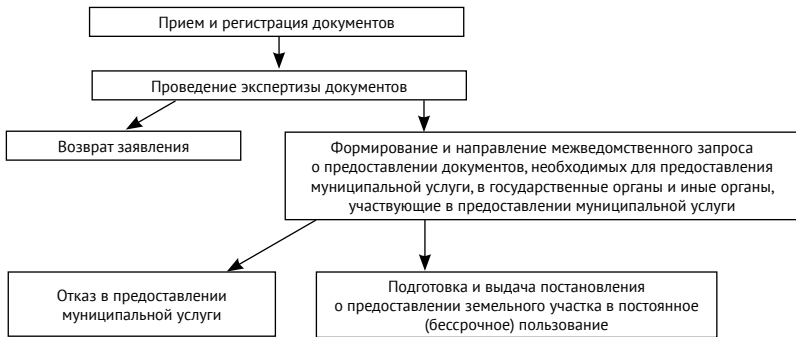 Прием и регистрация документов
Проведение экспертизы документов
Возврат заявления
Формирование и направление межведомственного запроса
о предоставлении документов, необходимых для предоставления
муниципальной услуги, в государственные органы и иные органы,
участвующие в предоставлении муниципальной услуги
Отказ в предоставлении
муниципальной услуги
Подготовка и выдача постановления
о предоставлении земельного участка в постоянное
(бессрочное) пользование